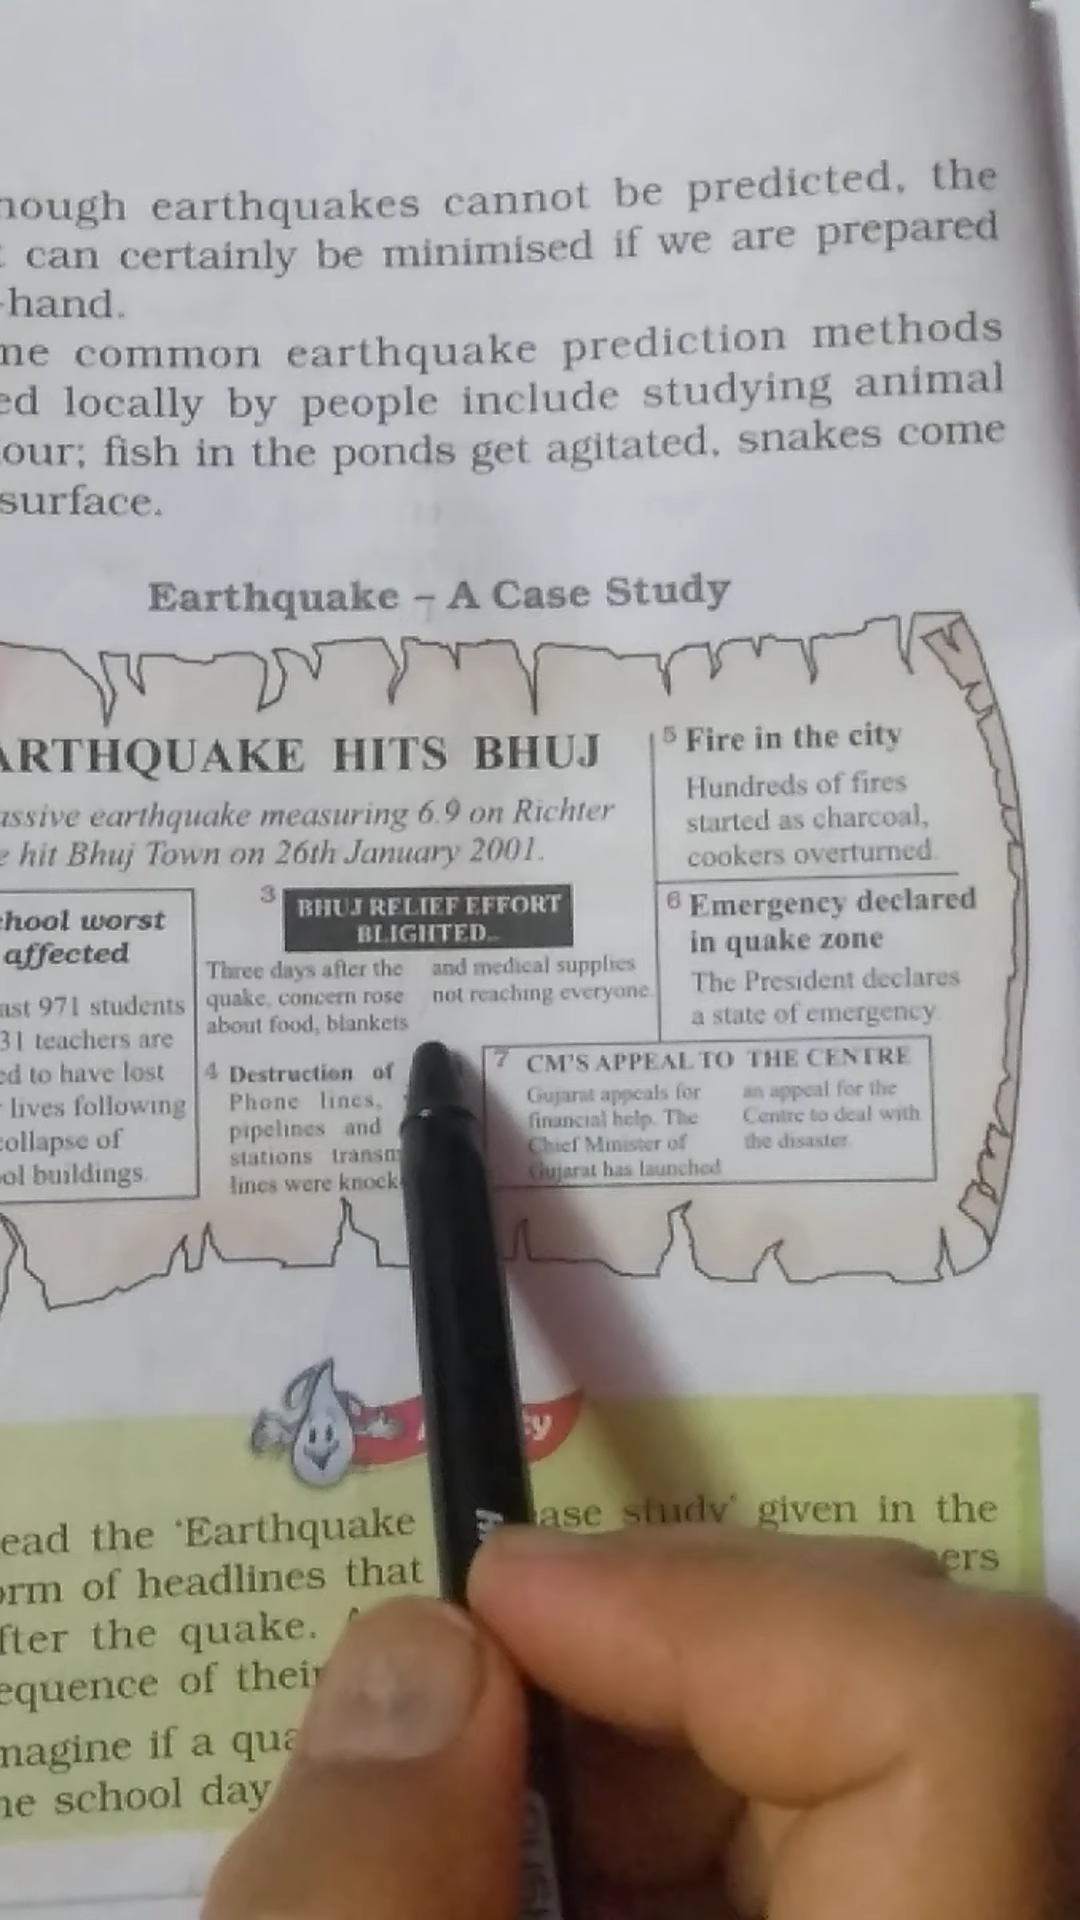 hough earthquakes cannot be predicted, the
can certainly be minimised if we are prepared
-hand.
me common earthquake prediction methods
ed locally by people include studying animal
our; fish in the ponds get agitated, snakes come
surface.
Earthquake – A Case Study
ARTHQUAKE HITS BHUJ
assive earthquake measuring 6.9 on Richter
e hit Bhuj Town on 26th January 2001.
chool worst
affected
ast 971 students
31 teachers are
ed to have lost
lives following
collapse of
ol buildings.
3 BHUJ RELIEF EFFORT
BLIGHTED..
Three days after the
quake, concern rose
about food, blankets
and medical supplies
not reaching everyone.
4 Destruction of
Phone lines,
pipelines and
stations transm
lines were knock
5 Fire in the city
Hundreds of fires
started as charcoal,
cookers overturned.
6 Emergency declared
in quake zone
The President declares
a state of emergency
7 CM'S APPEAL TO THE CENTRE
Gujarat appeals for
financial help. The
Chief Minister of
Gujarat has launched
an appeal for the
Centre to deal with
the disaster.
ty
ead the 'Earthquake ase study' given in the
orm of headlines that ers
fter the quake.
equence of their
magine if a qua
he school day